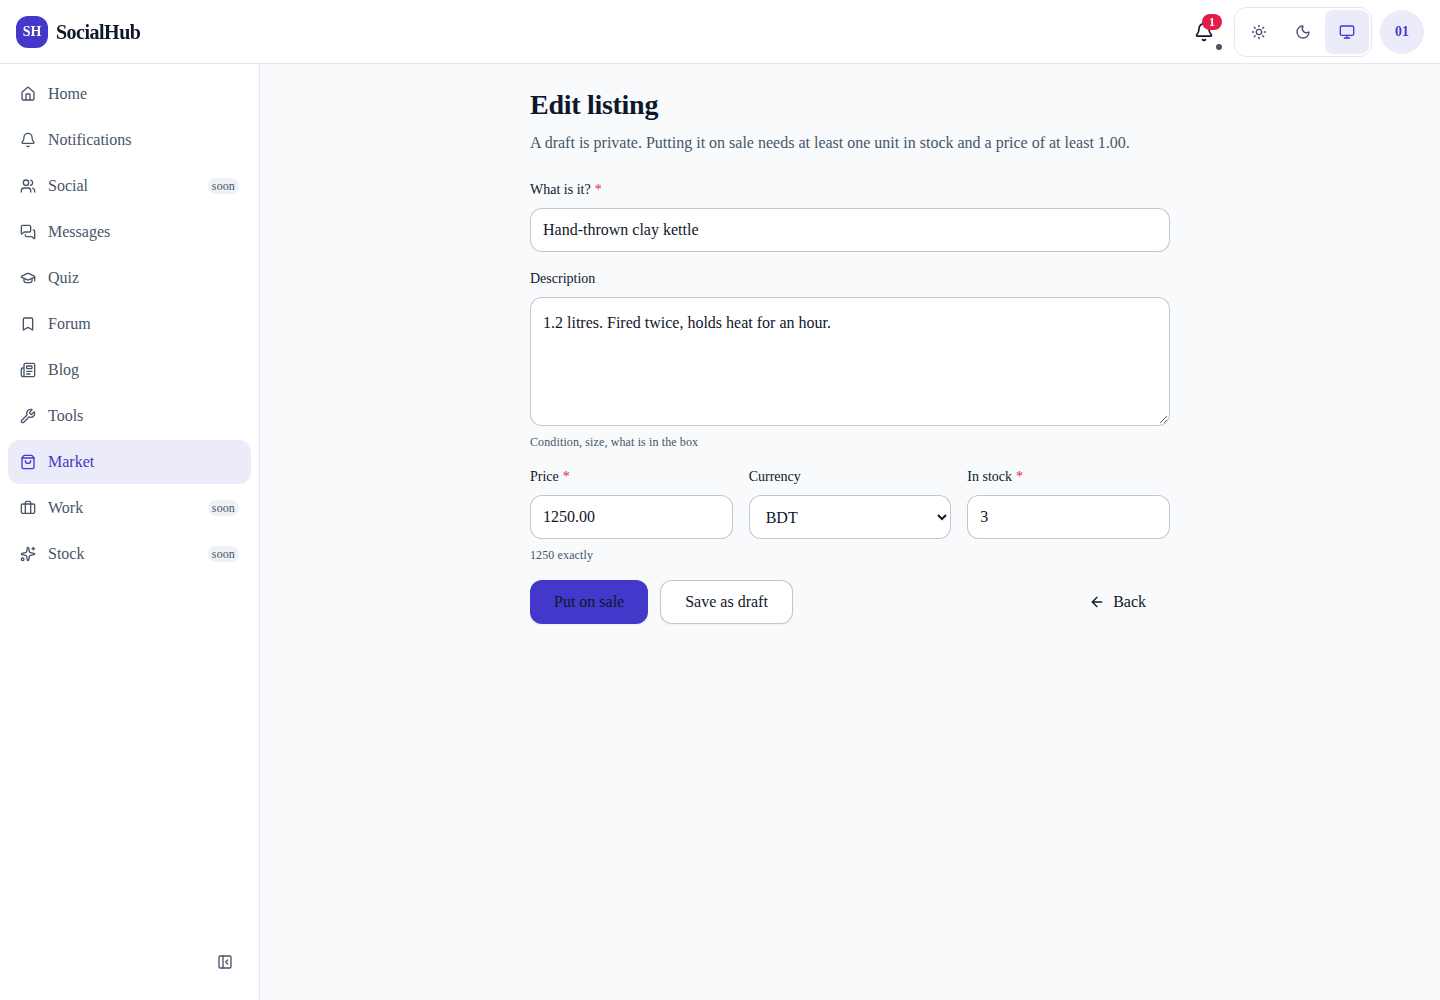 SH SocialHub
1
01
Home
Notifications
Social soon
Messages
Quiz
Forum
Blog
Tools
Market
Work soon
Stock soon
Edit listing
A draft is private. Putting it on sale needs at least one unit in stock and a price of at least 1.00.
What is it? *
Hand-thrown clay kettle
Description
1.2 litres. Fired twice, holds heat for an hour.
Condition, size, what is in the box
Price * Currency In stock *
1250.00 BDT 3
1250 exactly
Put on sale Save as draft Back